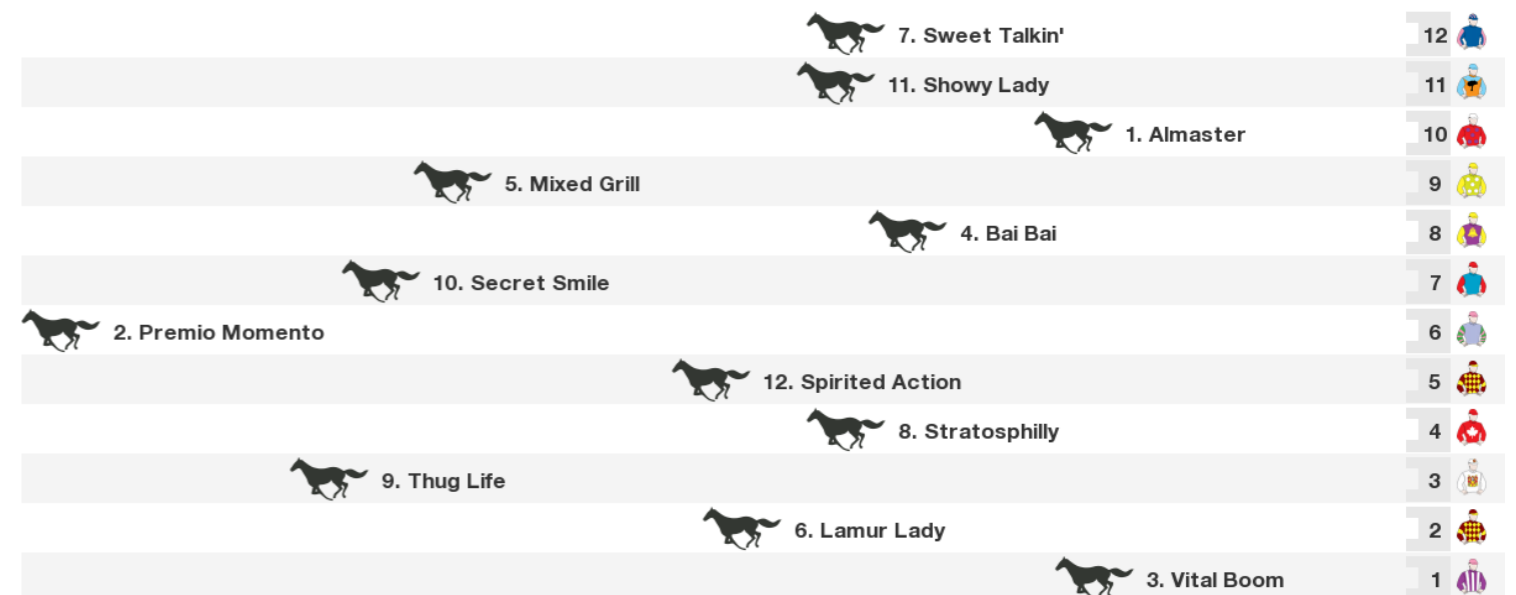 7. Sweet Talkin' 12
11. Showy Lady 11
1. Almaster 10
5. Mixed Grill 9
4. Bai Bai 8
10. Secret Smile 7
2. Premio Momento 6
12. Spirited Action 5
8. Stratosphilly 4
9. Thug Life 3
6. Lamur Lady 2
3. Vital Boom 1